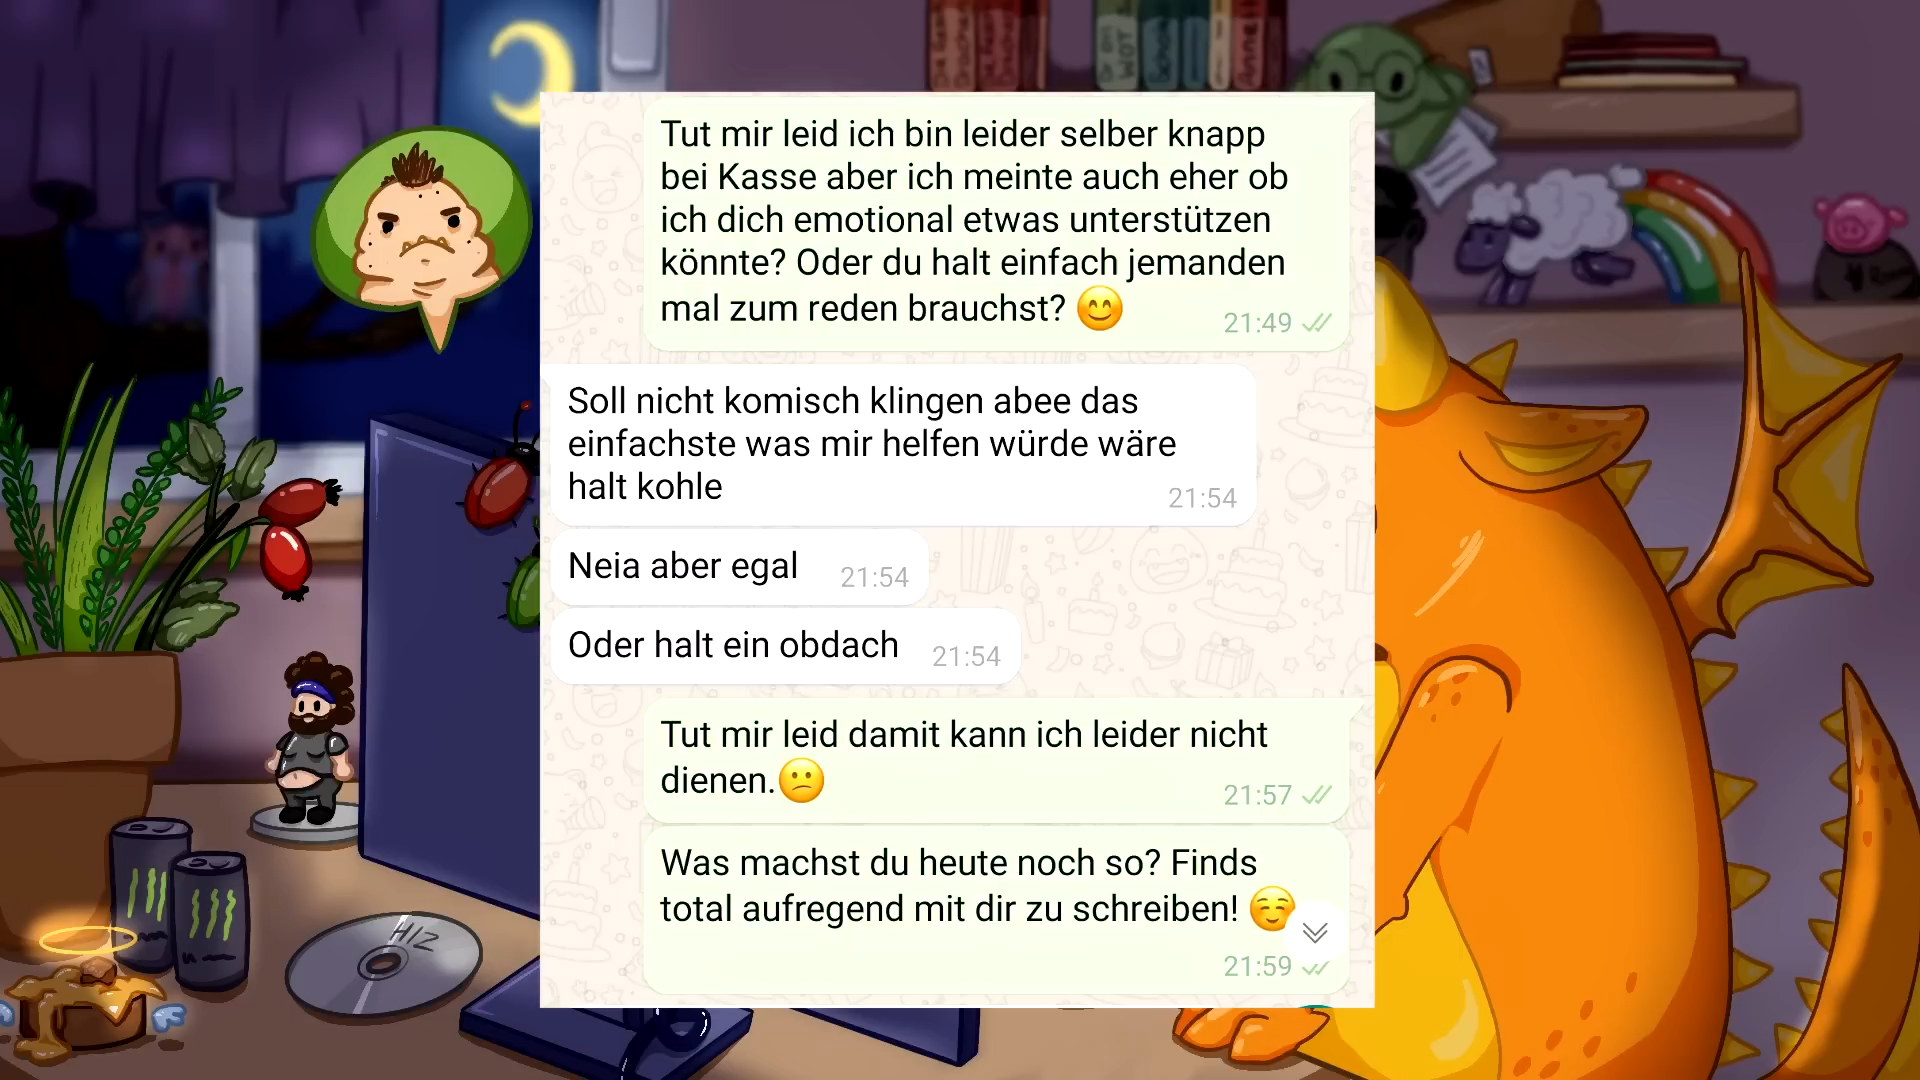 Tut mir leid ich bin leider selber knapp
bei Kasse aber ich meinte auch eher ob
ich dich emotional etwas unterstützen
könnte? Oder du halt einfach jemanden
mal zum reden brauchst? 😊
21:49
Soll nicht komisch klingen abee das
einfachste was mir helfen würde wäre
halt kohle
21:54
Neia aber egal 21:54
Oder halt ein obdach 21:54
Tut mir leid damit kann ich leider nicht
dienen.😕
21:57
Was machst du heute noch so? Finds
total aufregend mit dir zu schreiben! ☺️
21:59
HIZ
WOT